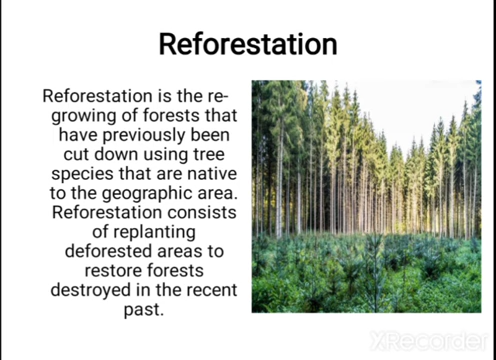 Reforestation
Reforestation is the re-
growing of forests that
have previously been
cut down using tree
species that are native
to the geographic area.
Reforestation consists
of replanting
deforested areas to
restore forests
destroyed in the recent
past.
XRecorder